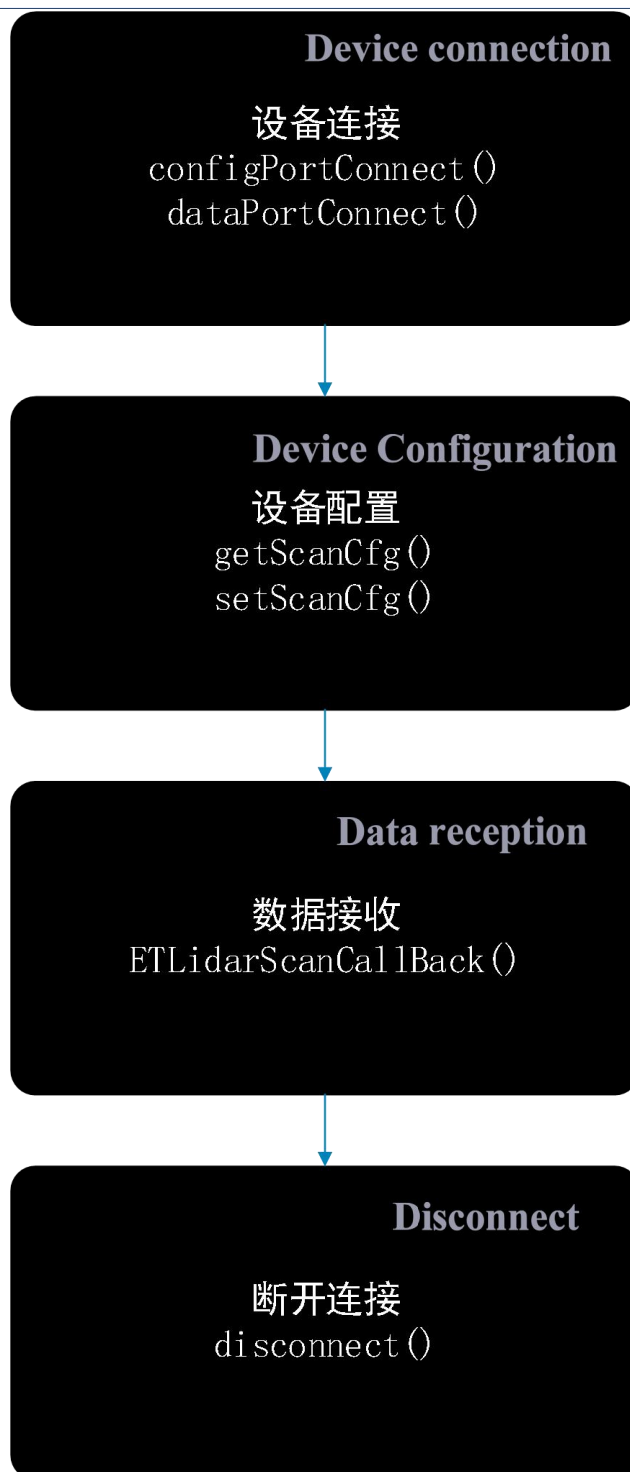 Device connection
设备连接
configPortConnect()
dataPortConnect()
Device Configuration
设备配置
getScanCfg()
setScanCfg()
Data reception
数据接收
ETLidarScanCallBack()
Disconnect
断开连接
disconnect()